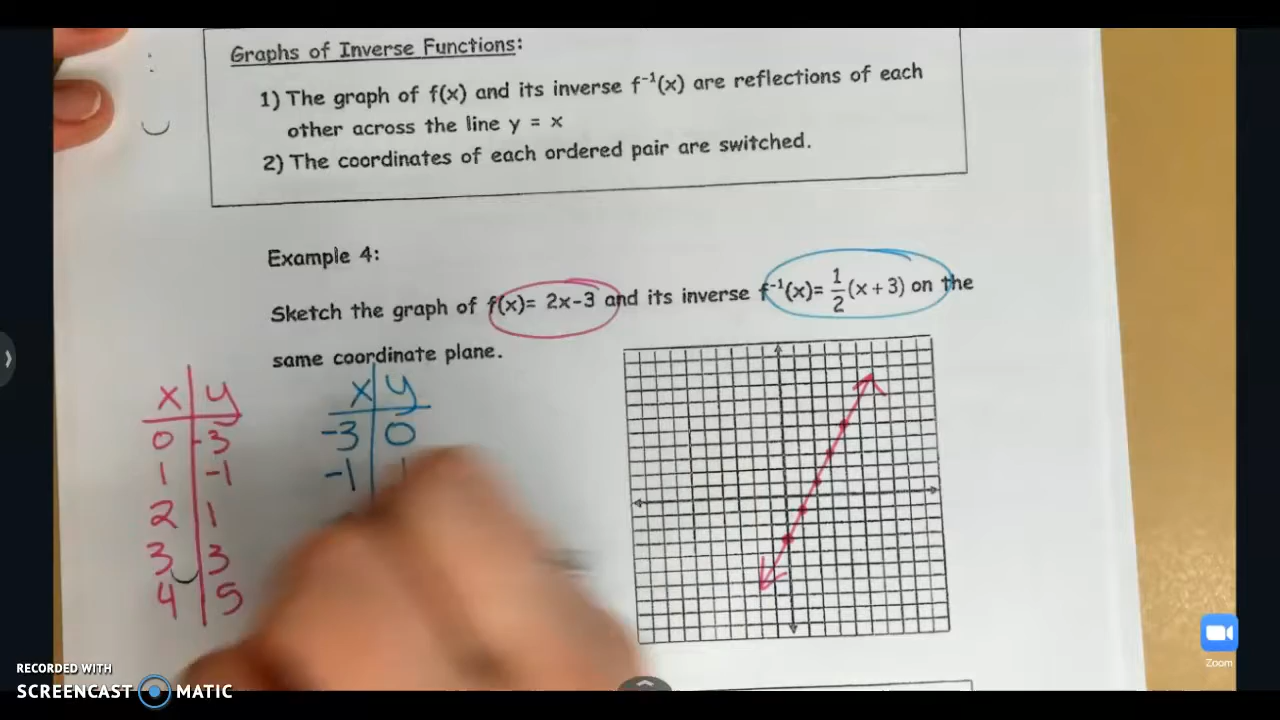 Graphs of Inverse Functions:
1) The graph of f(x) and its inverse f⁻¹(x) are reflections of each
other across the line y = x
2) The coordinates of each ordered pair are switched.
Example 4:
Sketch the graph of f(x)= 2x-3 and its inverse f⁻¹(x)= 1/2(x+3) on the
same coordinate plane.
x y
0 -3
1 -1
2 1
3 3
4 5
x y
-3 0
-1 1
RECORDED WITH
SCREENCAST MATIC
Zoom